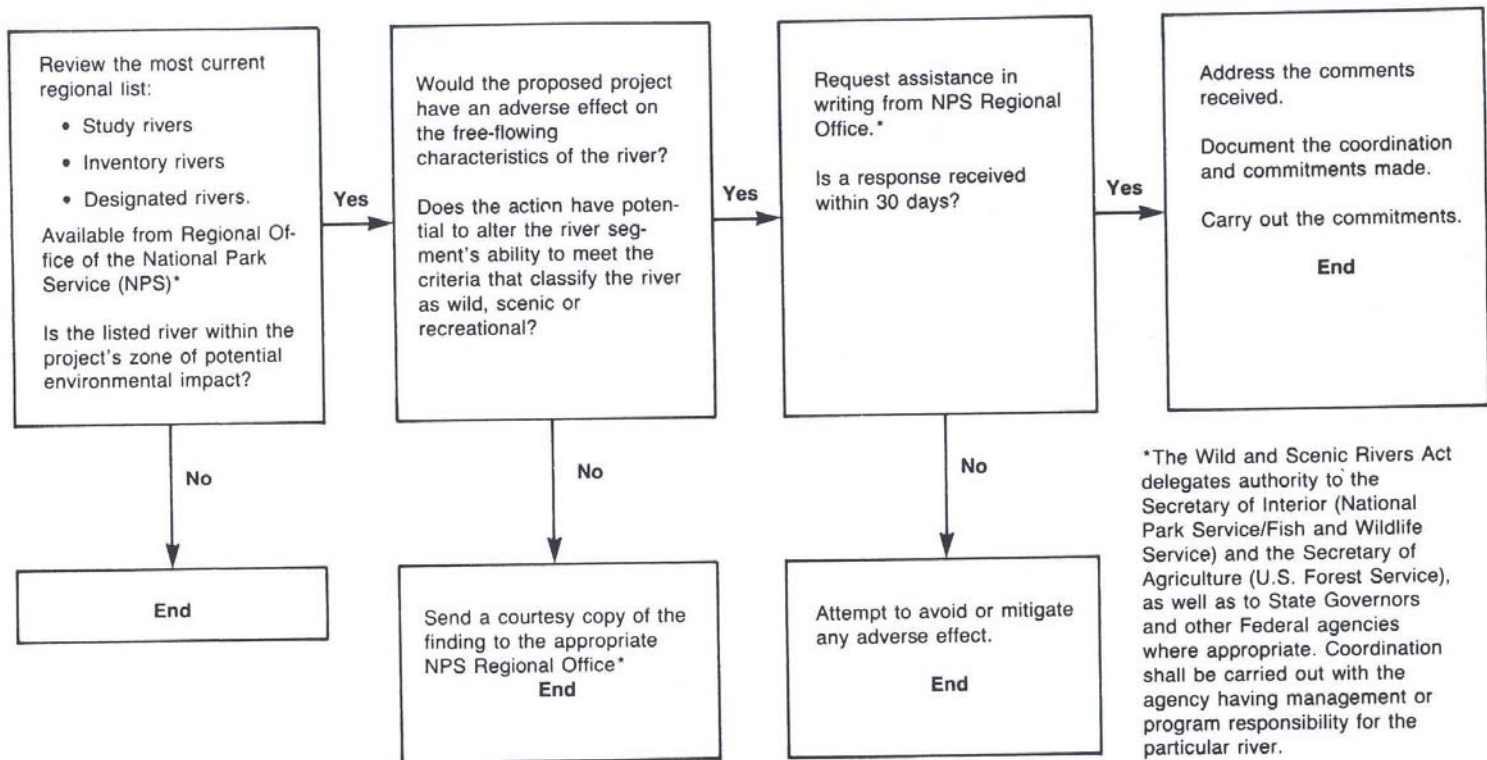 Review the most current
regional list:
• Study rivers
• Inventory rivers
• Designated rivers.
Available from Regional Of-
fice of the National Park
Service (NPS)*
Is the listed river within the
project's zone of potential
environmental impact?
Yes
No
End
Would the proposed project
have an adverse effect on
the free-flowing
characteristics of the river?
Does the action have poten-
tial to alter the river seg-
ment's ability to meet the
criteria that classify the river
as wild, scenic or
recreational?
Yes
No
Send a courtesy copy of the
finding to the appropriate
NPS Regional Office*
End
Request assistance in
writing from NPS Regional
Office.*
Is a response received
within 30 days?
Yes
No
Attempt to avoid or mitigate
any adverse effect.
End
Address the comments
received.
Document the coordination
and commitments made.
Carry out the commitments.
End
*The Wild and Scenic Rivers Act
delegates authority to the
Secretary of Interior (National
Park Service/Fish and Wildlife
Service) and the Secretary of
Agriculture (U.S. Forest Service),
as well as to State Governors
and other Federal agencies
where appropriate. Coordination
shall be carried out with the
agency having management or
program responsibility for the
particular river.